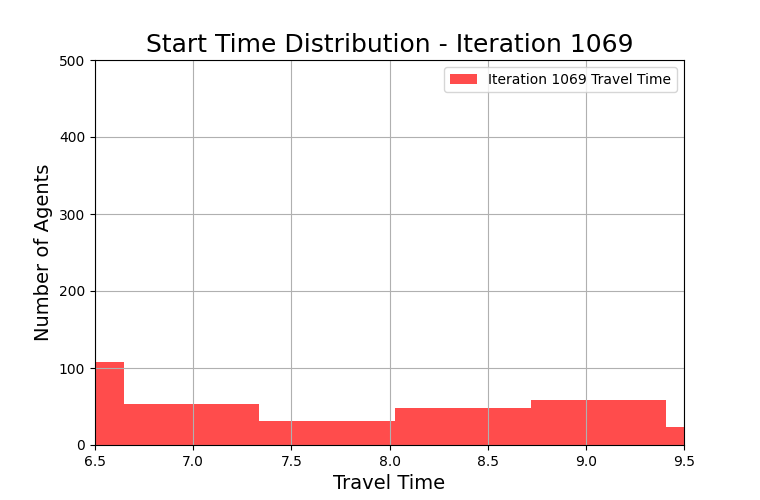 Start Time Distribution - Iteration 1069
Iteration 1069 Travel Time
Number of Agents
500
400
300
200
100
0
6.5 7.0 7.5 8.0 8.5 9.0 9.5
Travel Time